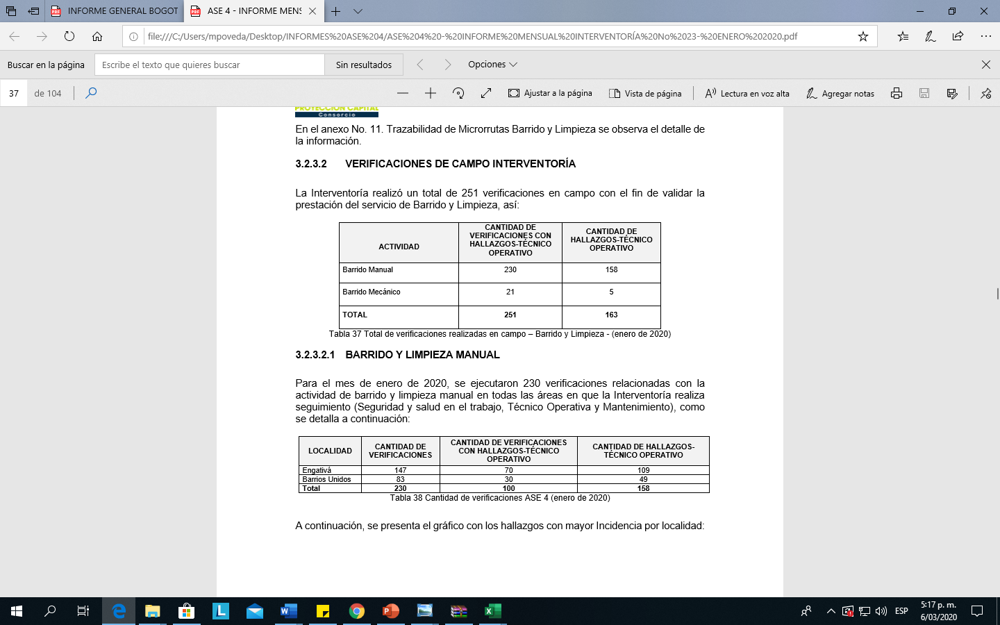 INFORME GENERAL BOGOT
ASE 4 - INFORME MENS
file:///C:/Users/mpoveda/Desktop/INFORMES%20ASE%204/ASE%204%20-%20INFORME%20MENSUAL%20INTERVENTORÍA%20No%2023-%20ENERO%202020.pdf
Buscar en la página
Escribe el texto que quieres buscar
Sin resultados
Opciones
37 de 104
Ajustar a la página
Vista de página
Lectura en voz alta
Agregar notas
PROYECCIÓN CAPITAL
Consorcio
En el anexo No. 11. Trazabilidad de Microrrutas Barrido y Limpieza se observa el detalle de
la información.
3.2.3.2 VERIFICACIONES DE CAMPO INTERVENTORÍA
La Interventoría realizó un total de 251 verificaciones en campo con el fin de validar la
prestación del servicio de Barrido y Limpieza, así:
ACTIVIDAD
CANTIDAD DE
VERIFICACIONES CON
HALLAZGOS-TÉCNICO
OPERATIVO
CANTIDAD DE
HALLAZGOS-TÉCNICO
OPERATIVO
Barrido Manual 230 158
Barrido Mecánico 21 5
TOTAL 251 163
Tabla 37 Total de verificaciones realizadas en campo – Barrido y Limpieza - (enero de 2020)
3.2.3.2.1 BARRIDO Y LIMPIEZA MANUAL
Para el mes de enero de 2020, se ejecutaron 230 verificaciones relacionadas con la
actividad de barrido y limpieza manual en todas las áreas en que la Interventoría realiza
seguimiento (Seguridad y salud en el trabajo, Técnico Operativa y Mantenimiento), como
se detalla a continuación:
LOCALIDAD
CANTIDAD DE
VERIFICACIONES
CANTIDAD DE VERIFICACIONES
CON HALLAZGOS-TÉCNICO
OPERATIVO
CANTIDAD DE HALLAZGOS-
TÉCNICO OPERATIVO
Engativá 147 70 109
Barrios Unidos 83 30 49
Total 230 100 158
Tabla 38 Cantidad de verificaciones ASE 4 (enero de 2020)
A continuación, se presenta el gráfico con los hallazgos con mayor Incidencia por localidad:
ESP
5:17 p. m.
6/03/2020